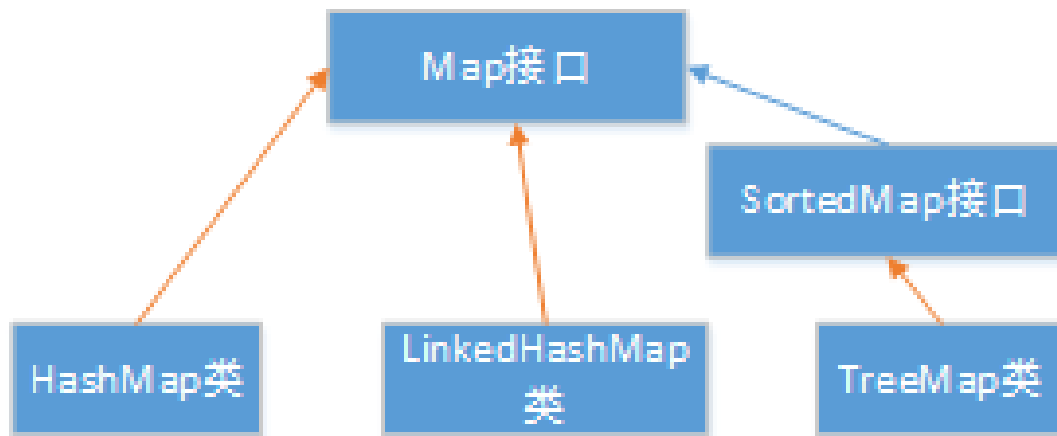 Map接口
SortedMap接口
HashMap类
LinkedHashMap
类
TreeMap类